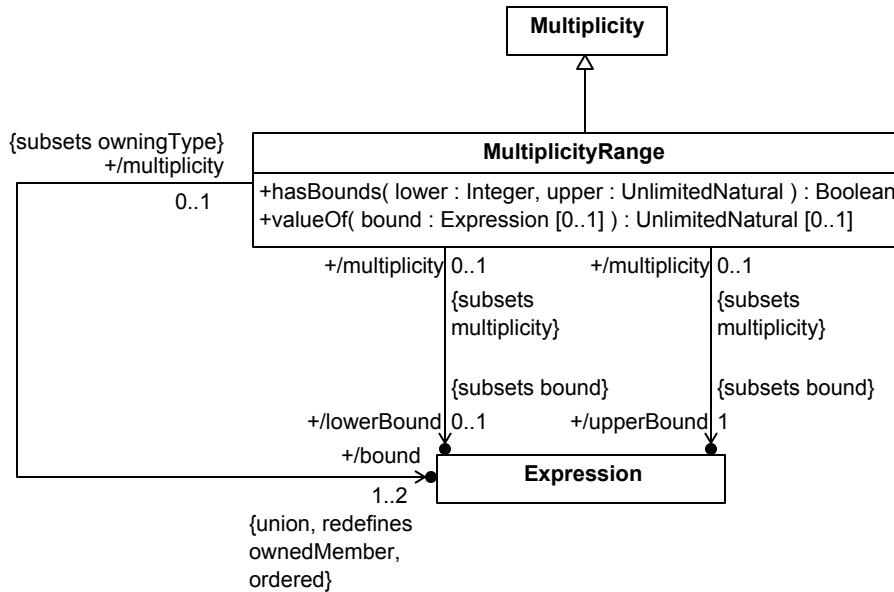 Multiplicity
{subsets owningType}
+/multiplicity
0..1
MultiplicityRange
+hasBounds( lower : Integer, upper : UnlimitedNatural ) : Boolean
+valueOf( bound : Expression [0..1] ) : UnlimitedNatural [0..1]
+/multiplicity 0..1
{subsets
multiplicity}
+/multiplicity 0..1
{subsets
multiplicity}
{subsets bound}
+/lowerBound 0..1
{subsets bound}
+/upperBound 1
+/bound
1..2
{union, redefines
ownedMember,
ordered}
Expression